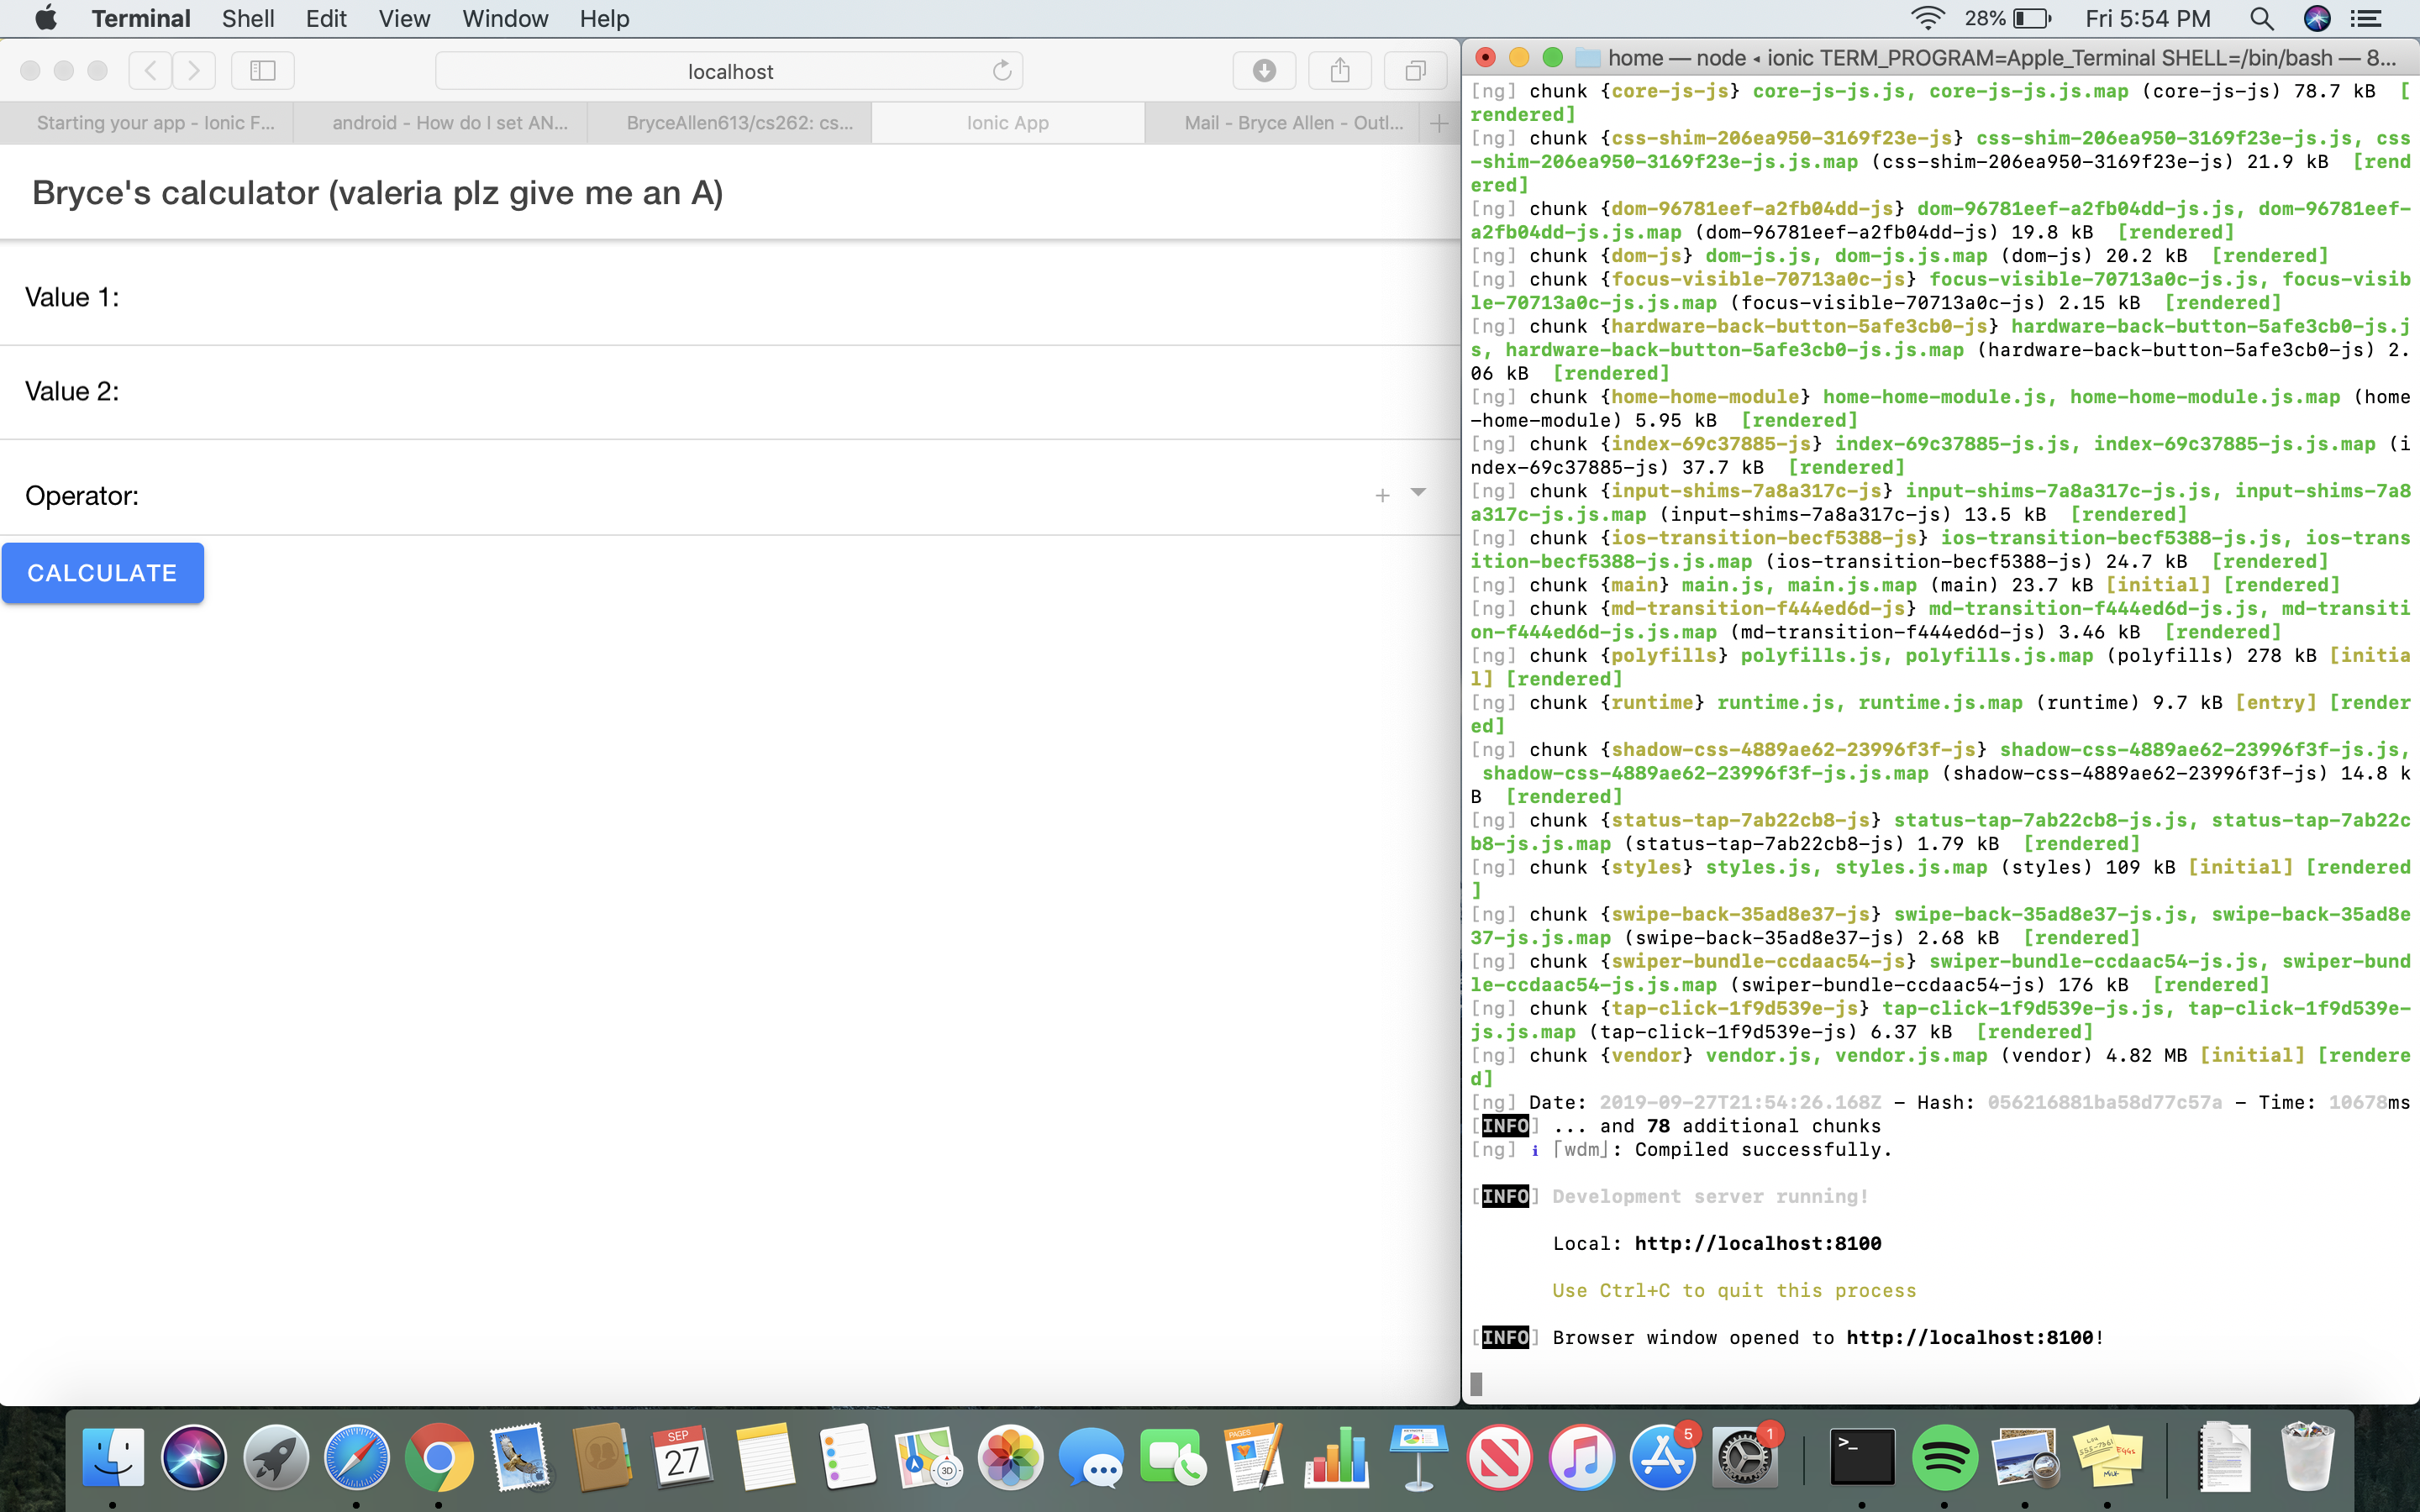 Terminal Shell Edit View Window Help 28% Fri 5:54 PM
localhost
Starting your app - Ionic F... android - How do I set AN... BryceAllen613/cs262: cs... Ionic App Mail - Bryce Allen - Outl... +
Bryce's calculator (valeria plz give me an A)
Value 1:
Value 2:
Operator: +
CALCULATE
home — node ◂ ionic TERM_PROGRAM=Apple_Terminal SHELL=/bin/bash — 8...
[ng] chunk {core-js-js} core-js-js.js, core-js-js.js.map (core-js-js) 78.7 kB  [
rendered]
[ng] chunk {css-shim-206ea950-3169f23e-js} css-shim-206ea950-3169f23e-js.js, css
-shim-206ea950-3169f23e-js.js.map (css-shim-206ea950-3169f23e-js) 21.9 kB  [rend
ered]
[ng] chunk {dom-96781eef-a2fb04dd-js} dom-96781eef-a2fb04dd-js.js, dom-96781eef-
a2fb04dd-js.js.map (dom-96781eef-a2fb04dd-js) 19.8 kB  [rendered]
[ng] chunk {dom-js} dom-js.js, dom-js.js.map (dom-js) 20.2 kB  [rendered]
[ng] chunk {focus-visible-70713a0c-js} focus-visible-70713a0c-js.js, focus-visib
le-70713a0c-js.js.map (focus-visible-70713a0c-js) 2.15 kB  [rendered]
[ng] chunk {hardware-back-button-5afe3cb0-js} hardware-back-button-5afe3cb0-js.j
s, hardware-back-button-5afe3cb0-js.js.map (hardware-back-button-5afe3cb0-js) 2.
06 kB  [rendered]
[ng] chunk {home-home-module} home-home-module.js, home-home-module.js.map (home
-home-module) 5.95 kB  [rendered]
[ng] chunk {index-69c37885-js} index-69c37885-js.js, index-69c37885-js.js.map (i
ndex-69c37885-js) 37.7 kB  [rendered]
[ng] chunk {input-shims-7a8a317c-js} input-shims-7a8a317c-js.js, input-shims-7a8
a317c-js.js.map (input-shims-7a8a317c-js) 13.5 kB  [rendered]
[ng] chunk {ios-transition-becf5388-js} ios-transition-becf5388-js.js, ios-trans
ition-becf5388-js.js.map (ios-transition-becf5388-js) 24.7 kB  [rendered]
[ng] chunk {main} main.js, main.js.map (main) 23.7 kB [initial] [rendered]
[ng] chunk {md-transition-f444ed6d-js} md-transition-f444ed6d-js.js, md-transiti
on-f444ed6d-js.js.map (md-transition-f444ed6d-js) 3.46 kB  [rendered]
[ng] chunk {polyfills} polyfills.js, polyfills.js.map (polyfills) 278 kB [initia
l] [rendered]
[ng] chunk {runtime} runtime.js, runtime.js.map (runtime) 9.7 kB [entry] [render
ed]
[ng] chunk {shadow-css-4889ae62-23996f3f-js} shadow-css-4889ae62-23996f3f-js.js,
 shadow-css-4889ae62-23996f3f-js.js.map (shadow-css-4889ae62-23996f3f-js) 14.8 k
B  [rendered]
[ng] chunk {status-tap-7ab22cb8-js} status-tap-7ab22cb8-js.js, status-tap-7ab22c
b8-js.js.map (status-tap-7ab22cb8-js) 1.79 kB  [rendered]
[ng] chunk {styles} styles.js, styles.js.map (styles) 109 kB [initial] [rendered
]
[ng] chunk {swipe-back-35ad8e37-js} swipe-back-35ad8e37-js.js, swipe-back-35ad8e
37-js.js.map (swipe-back-35ad8e37-js) 2.68 kB  [rendered]
[ng] chunk {swiper-bundle-ccdaac54-js} swiper-bundle-ccdaac54-js.js, swiper-bund
le-ccdaac54-js.js.map (swiper-bundle-ccdaac54-js) 176 kB  [rendered]
[ng] chunk {tap-click-1f9d539e-js} tap-click-1f9d539e-js.js, tap-click-1f9d539e-
js.js.map (tap-click-1f9d539e-js) 6.37 kB  [rendered]
[ng] chunk {vendor} vendor.js, vendor.js.map (vendor) 4.82 MB [initial] [rendere
d]
[ng] Date: 2019-09-27T21:54:26.168Z - Hash: 056216881ba58d77c57a - Time: 10678ms
[INFO] ... and 78 additional chunks
[ng] ℹ ｢wdm｣: Compiled successfully.
[INFO] Development server running!
Local: http://localhost:8100
Use Ctrl+C to quit this process
[INFO] Browser window opened to http://localhost:8100!
SEP
27
3D
PAGES
5
1
>_
EGGS
MILK